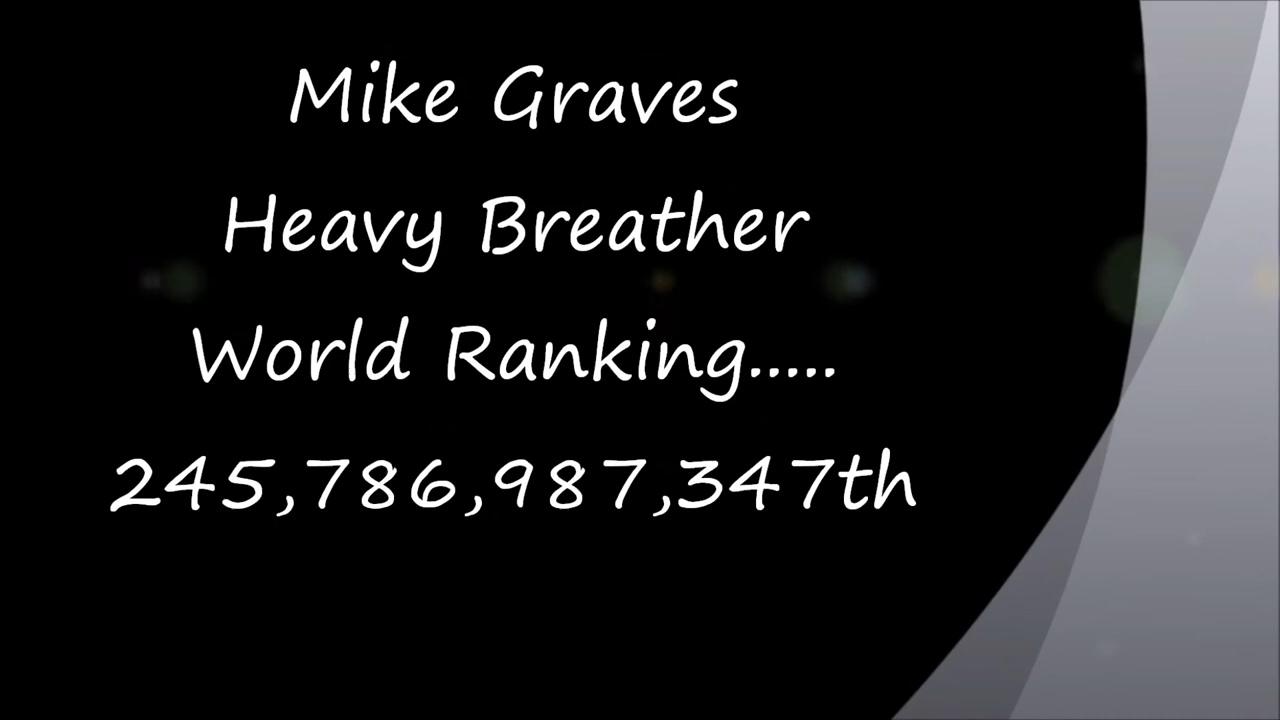 Mike Graves
Heavy Breather
World Ranking.....
245,786,987,347th